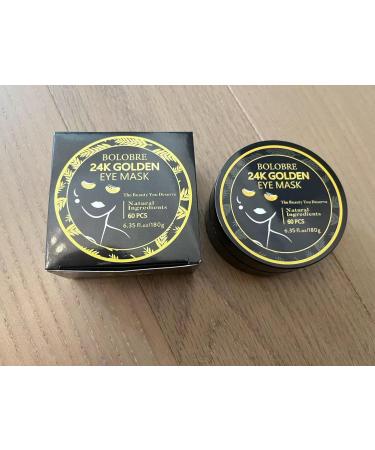 BOLOBRE
24K GOLDEN
EYE MASK
The Beauty You Deserve
Natural
Ingredients
60 PCS
6.35 fl.oz/180g
BOLOBRE
24K GOLDEN
EYE MASK
The Beauty You Deserve
Natural
Ingredients
60 PCS
6.35 fl.oz/180g